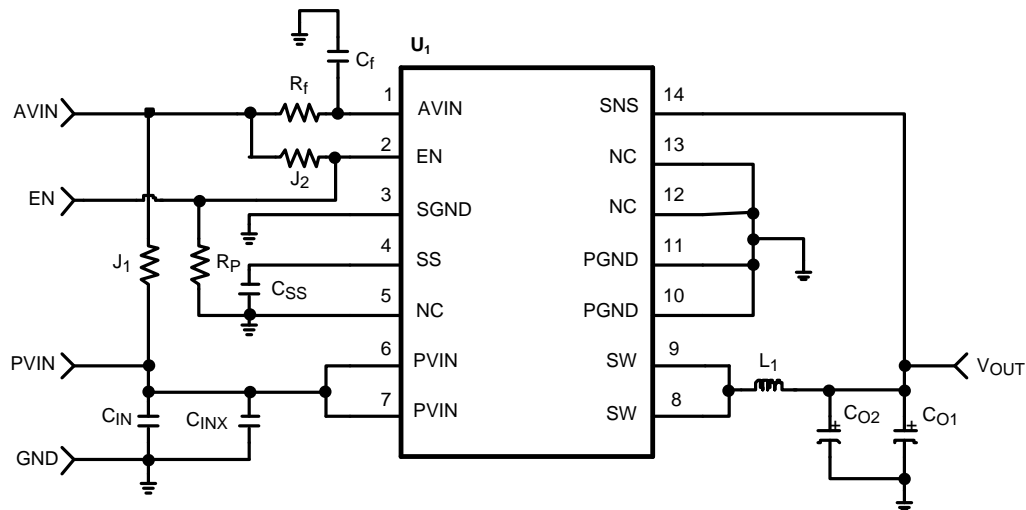 U1
Cf
Rf
1
14
AVIN
AVIN
SNS
2
13
EN
NC
J2
EN
3
12
SGND
NC
4
11
J1
RP
SS
PGND
CSS
5
10
NC
PGND
PVIN
6
9
PVIN
SW
L1
VOUT
7
8
CIN
CINX
PVIN
SW
CO2
+
+
CO1
GND